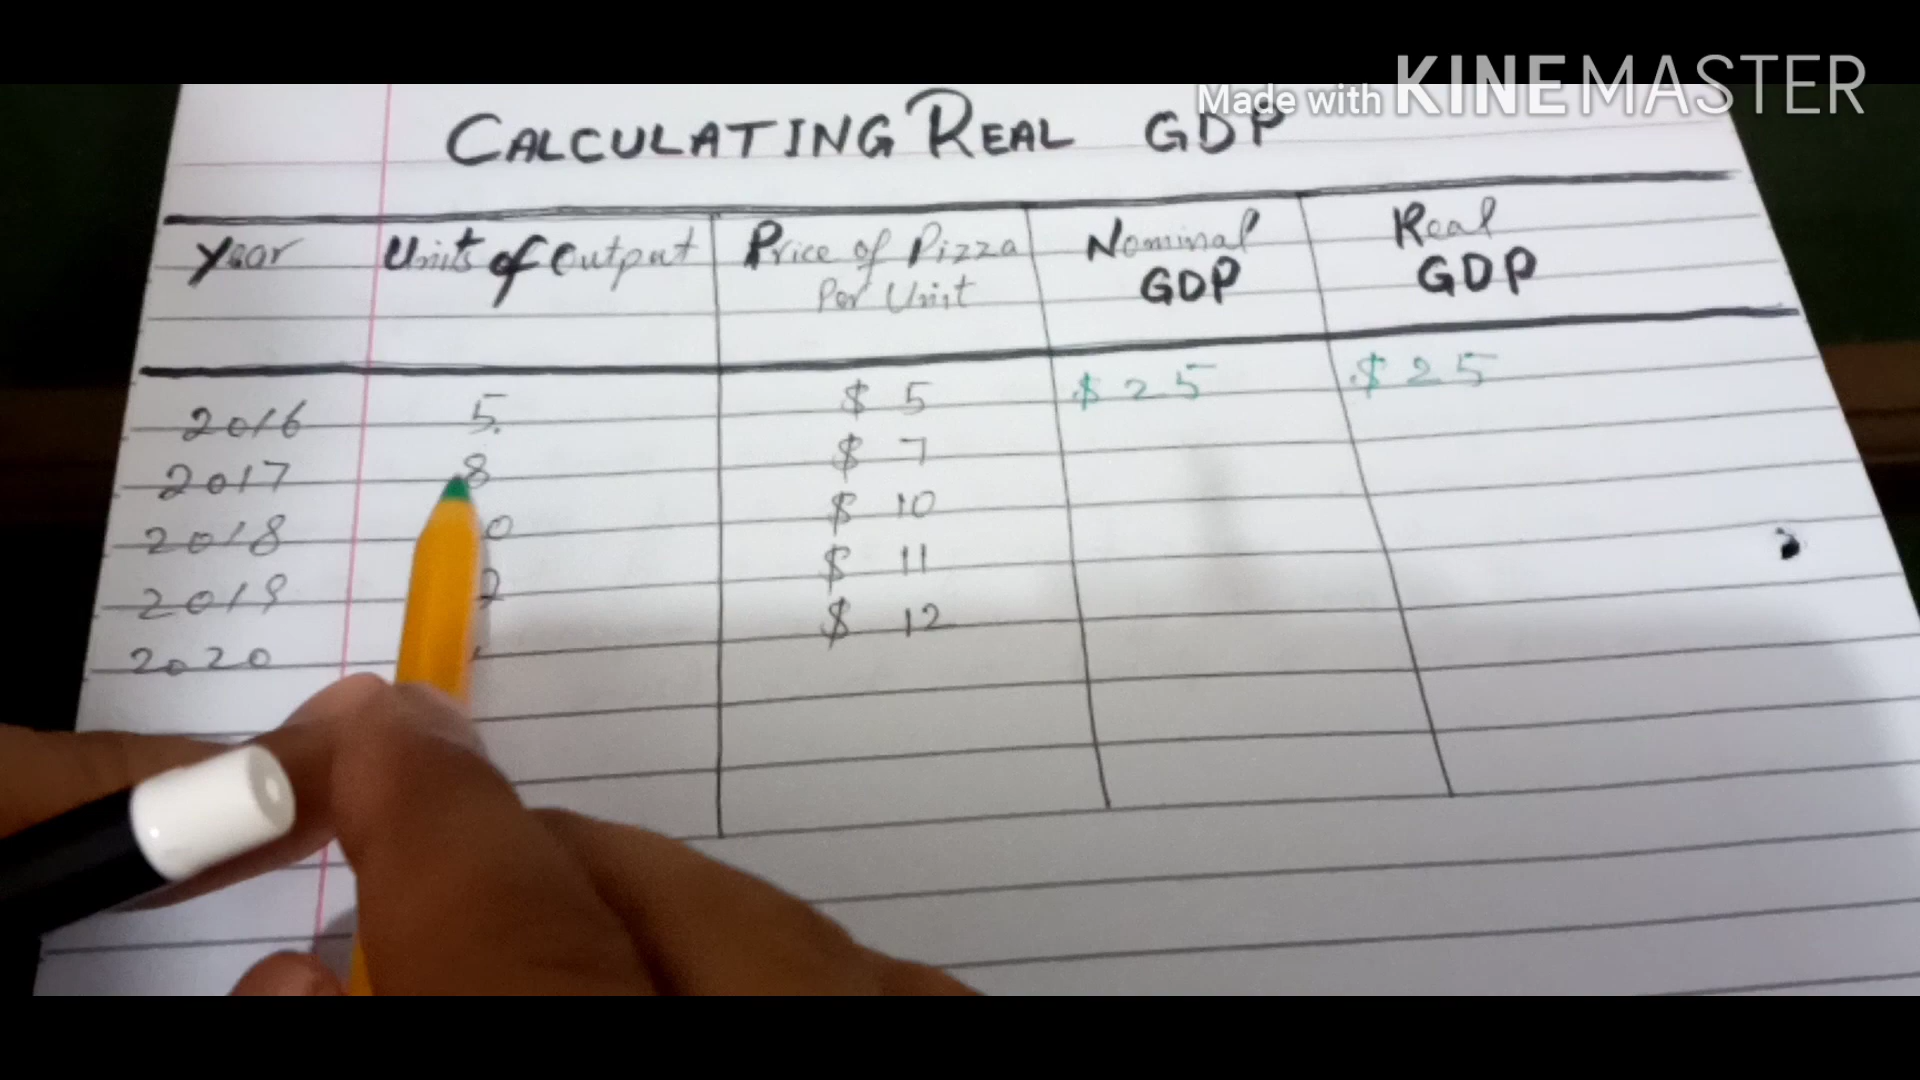 Made with KINEMASTER
CALCULATING REAL GDP
Year Units of Output Price of Pizza Per Unit Nominal GDP Real GDP
2016 5 $ 5 $ 25 $ 25
2017 8 $ 7
2018 0 $ 10
2019 $ 11
2020 $ 12